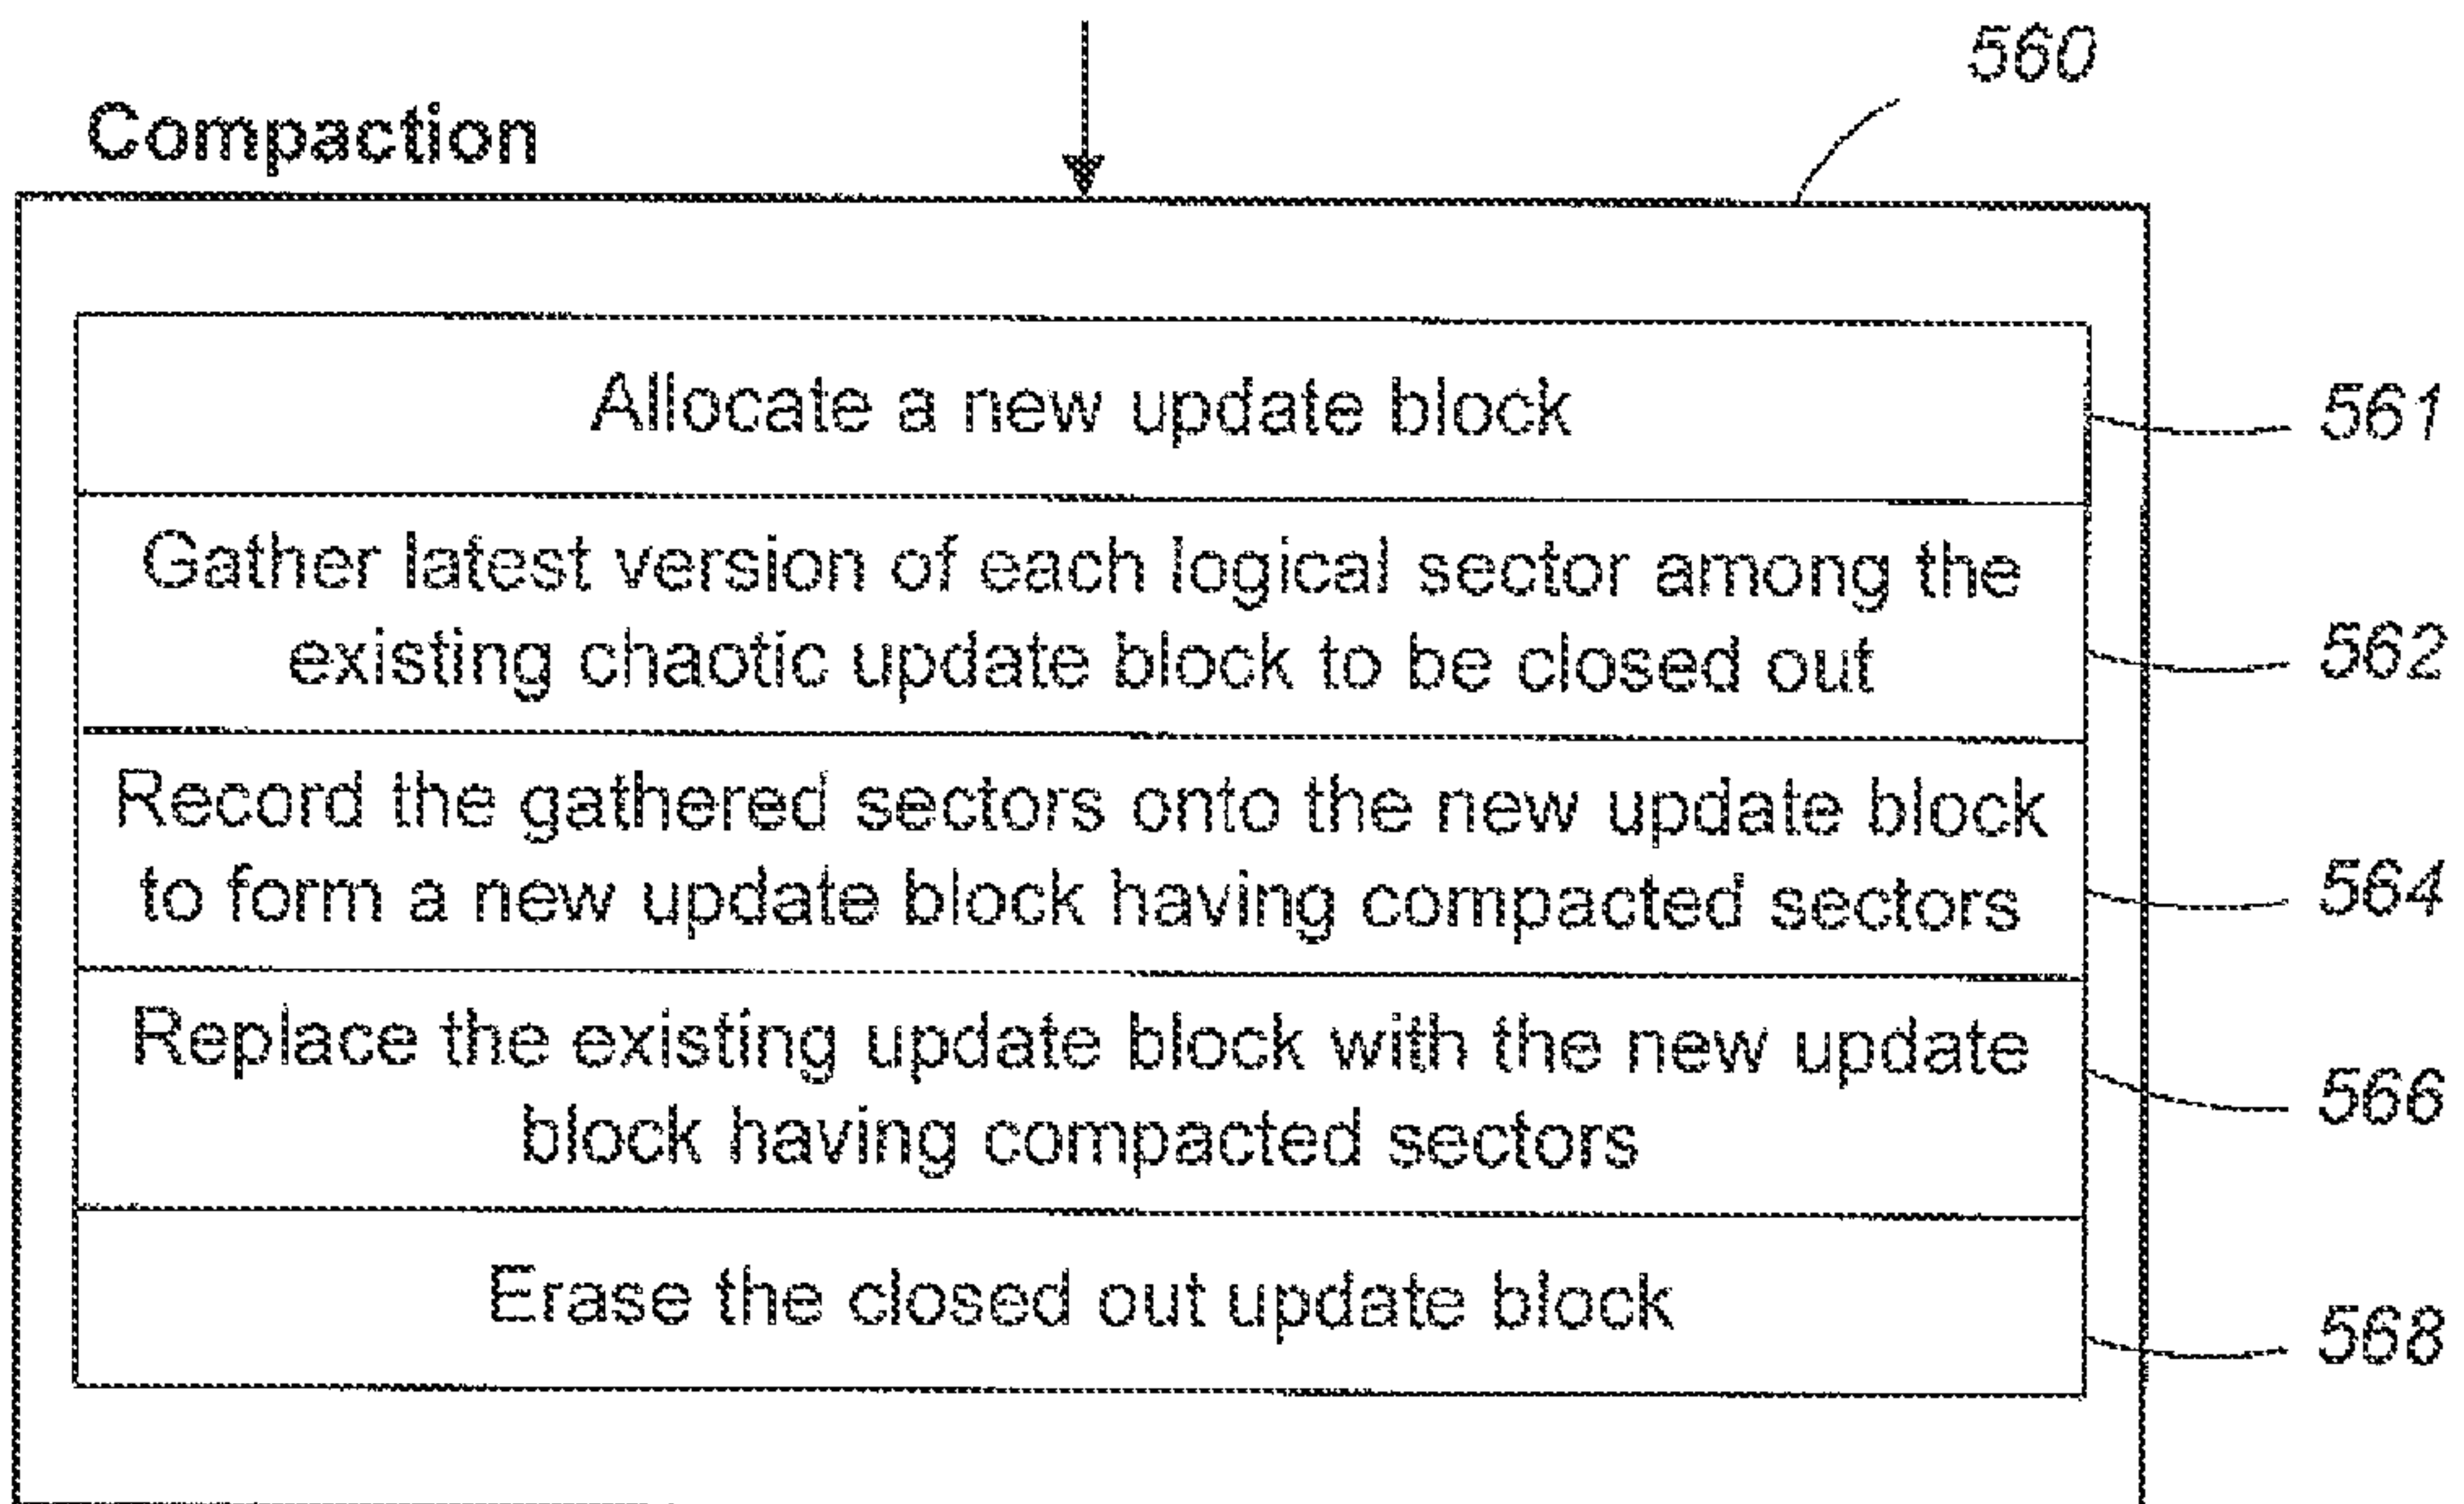 560
Compaction
Allocate a new update block
561
Gather latest version of each logical sector among the
existing chaotic update block to be closed out
562
Record the gathered sectors onto the new update block
to form a new update block having compacted sectors
564
Replace the existing update block with the new update
block having compacted sectors
566
Erase the closed out update block
568